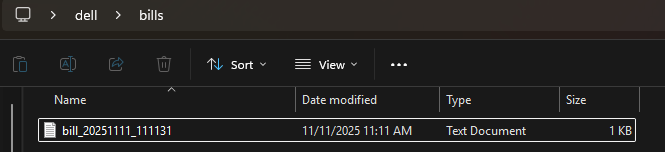 dell > bills
Sort View ...
Name Date modified Type Size
bill_20251111_111131 11/11/2025 11:11 AM Text Document 1 KB